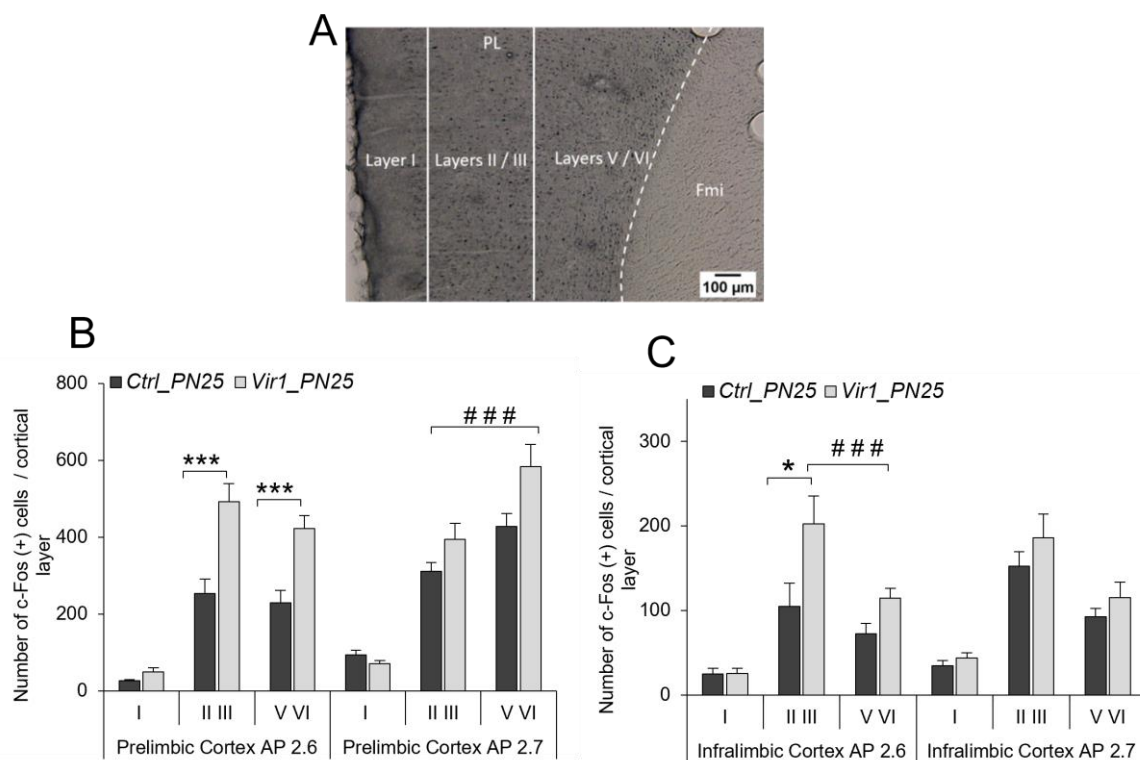 A
PL
Layer I
Layers II / III
Layers V / VI
Fmi
100 µm
B
Ctrl_PN25
Vir1_PN25
Number of c-Fos (+) cells / cortical
layer
800
600
400
200
0
***
***
# # #
I
II III
V VI
I
II III
V VI
Prelimbic Cortex AP 2.6
Prelimbic Cortex AP 2.7
C
Ctrl_PN25
Vir1_PN25
Number of c-Fos (+) cells / cortical
layer
300
200
100
0
*
# # #
I
II III
V VI
I
II III
V VI
Infralimbic Cortex AP 2.6
Infralimbic Cortex AP 2.7